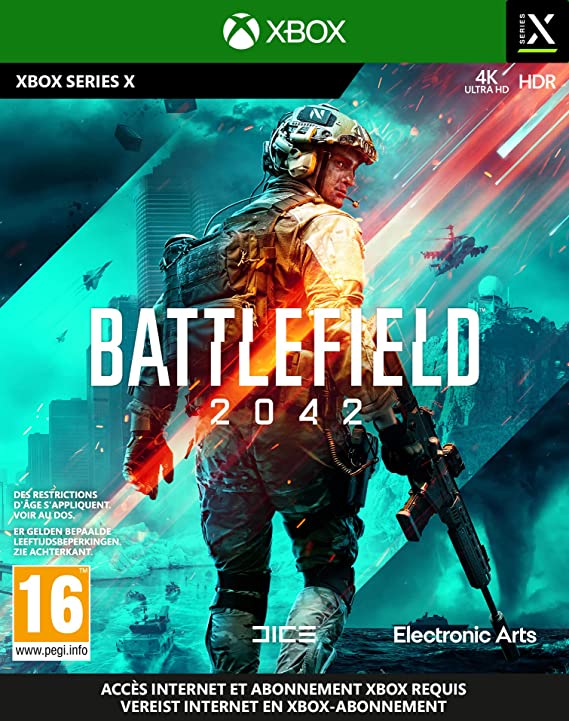 XBOX
SERIES X
XBOX SERIES X
4K
ULTRA HD
HDR
BATTLEFIELD™
2042
DES RESTRICTIONS
D'ÂGE S'APPLIQUENT.
VOIR AU DOS.
ER GELDEN BEPAALDE
LEEFTIJDSBEPERKINGEN.
ZIE ACHTERKANT.
16™
www.pegi.info
DICE
Electronic Arts
ACCÈS INTERNET ET ABONNEMENT XBOX REQUIS
VEREIST INTERNET EN XBOX-ABONNEMENT